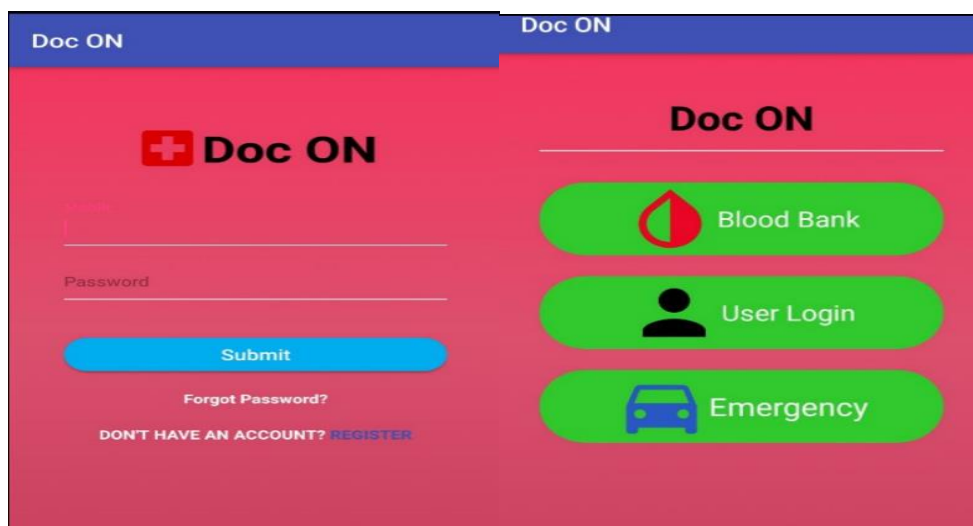 Doc ON
Doc ON
Password
Submit
Forgot Password?
DON'T HAVE AN ACCOUNT? REGISTER
Doc ON
Doc ON
Blood Bank
User Login
Emergency